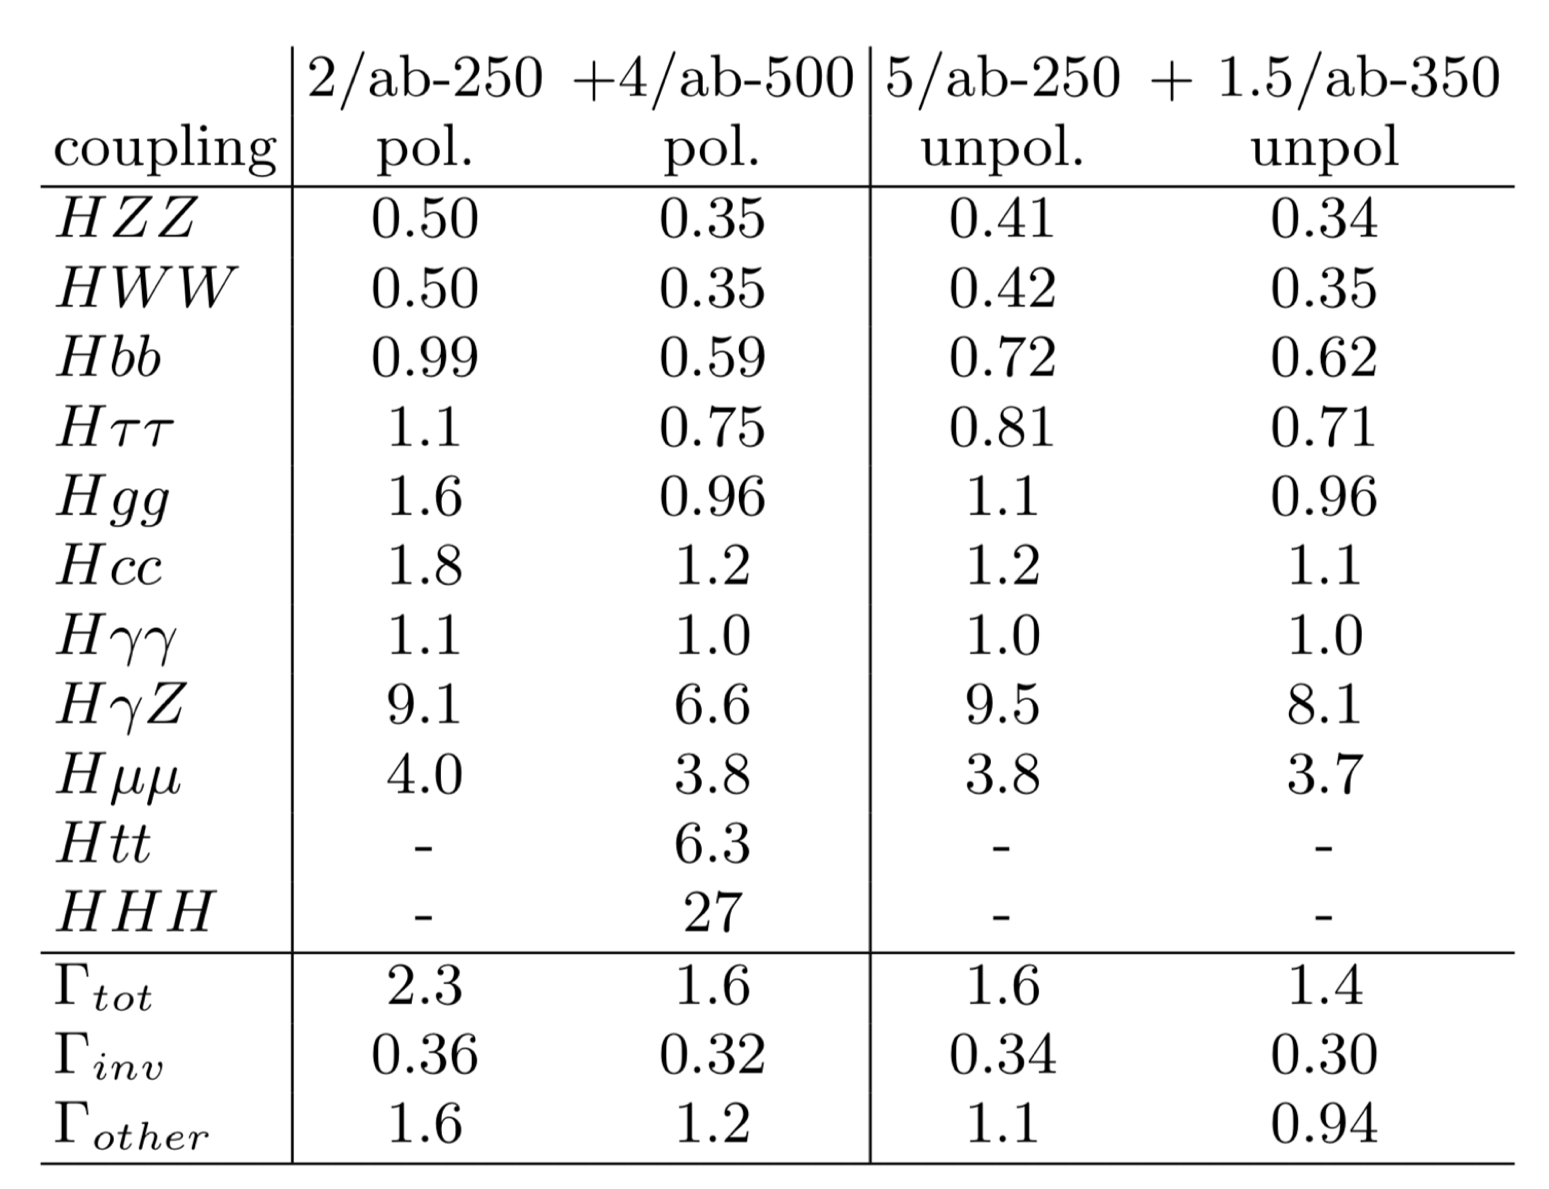 2/ab-250 +4/ab-500 5/ab-250 + 1.5/ab-350
coupling pol. pol. unpol. unpol
HZZ 0.50 0.35 0.41 0.34
HWW 0.50 0.35 0.42 0.35
Hbb 0.99 0.59 0.72 0.62
Hττ 1.1 0.75 0.81 0.71
Hgg 1.6 0.96 1.1 0.96
Hcc 1.8 1.2 1.2 1.1
Hγγ 1.1 1.0 1.0 1.0
HγZ 9.1 6.6 9.5 8.1
Hμμ 4.0 3.8 3.8 3.7
Htt - 6.3 - -
HHH - 27 - -
Γtot 2.3 1.6 1.6 1.4
Γinv 0.36 0.32 0.34 0.30
Γother 1.6 1.2 1.1 0.94